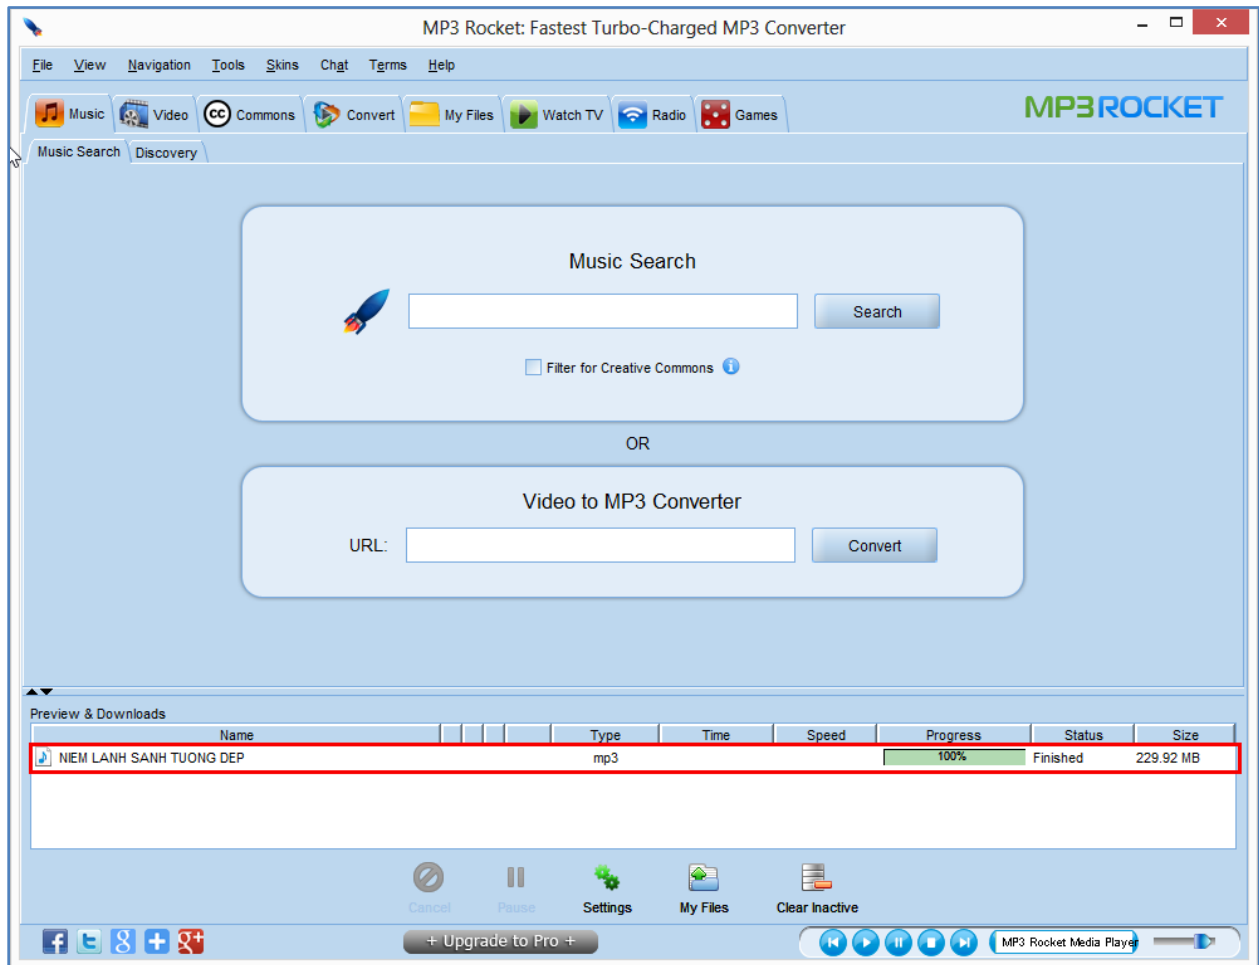 MP3 Rocket: Fastest Turbo-Charged MP3 Converter
File View Navigation Tools Skins Chat Terms Help
Music Video CC Commons Convert My Files Watch TV Radio Games MP3ROCKET
Music Search Discovery
Music Search
Search
Filter for Creative Commons i
OR
Video to MP3 Converter
URL: Convert
Preview & Downloads
Name Type Time Speed Progress Status Size
NIEM LANH SANH TUONG DEP mp3 100% Finished 229.92 MB
Cancel Pause Settings My Files Clear Inactive
f t 8 + g+ + Upgrade to Pro + MP3 Rocket Media Player